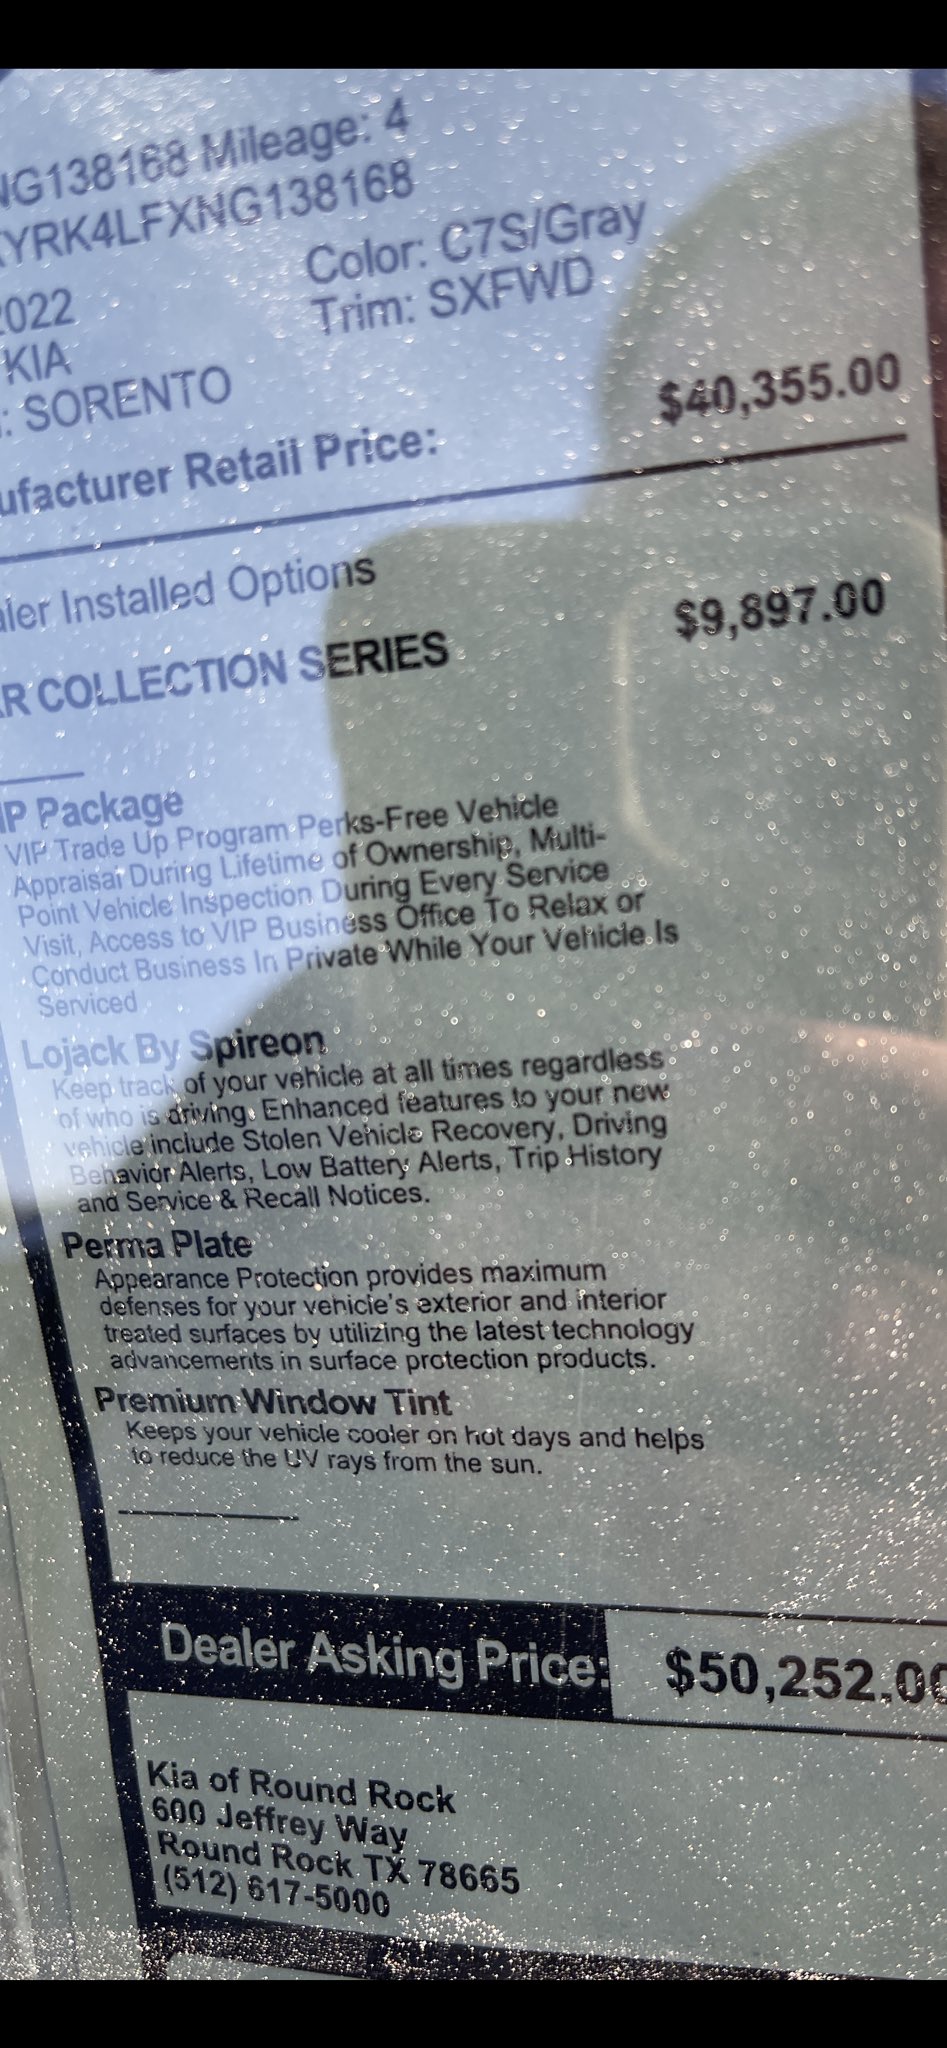 NG138168 Mileage: 4
YRK4LFXNG138168
Color: C7S/Gray
2022
Trim: SXFWD
KIA
: SORENTO
$40,355.00
ufacturer Retail Price:
aler Installed Options
$9,897.00
R COLLECTION SERIES
IP Package
VIP Trade Up Program Perks-Free Vehicle
Appraisal During Lifetime of Ownership, Multi-
Point Vehicle Inspection During Every Service
Visit, Access to VIP Business Office To Relax or
Conduct Business In Private While Your Vehicle Is
Serviced
Lojack By Spireon
Keep track of your vehicle at all times regardless
of who is driving. Enhanced features to your new
vehicle include Stolen Vehicle Recovery, Driving
Behavior Alerts, Low Battery Alerts, Trip History
and Service & Recall Notices.
Perma Plate
Appearance Protection provides maximum
defenses for your vehicle's exterior and interior
treated surfaces by utilizing the latest technology
advancements in surface protection products.
Premium Window Tint
Keeps your vehicle cooler on hot days and helps
to reduce the UV rays from the sun.
Dealer Asking Price: $50,252.00
Kia of Round Rock
600 Jeffrey Way
Round Rock TX 78665
(512) 617-5000